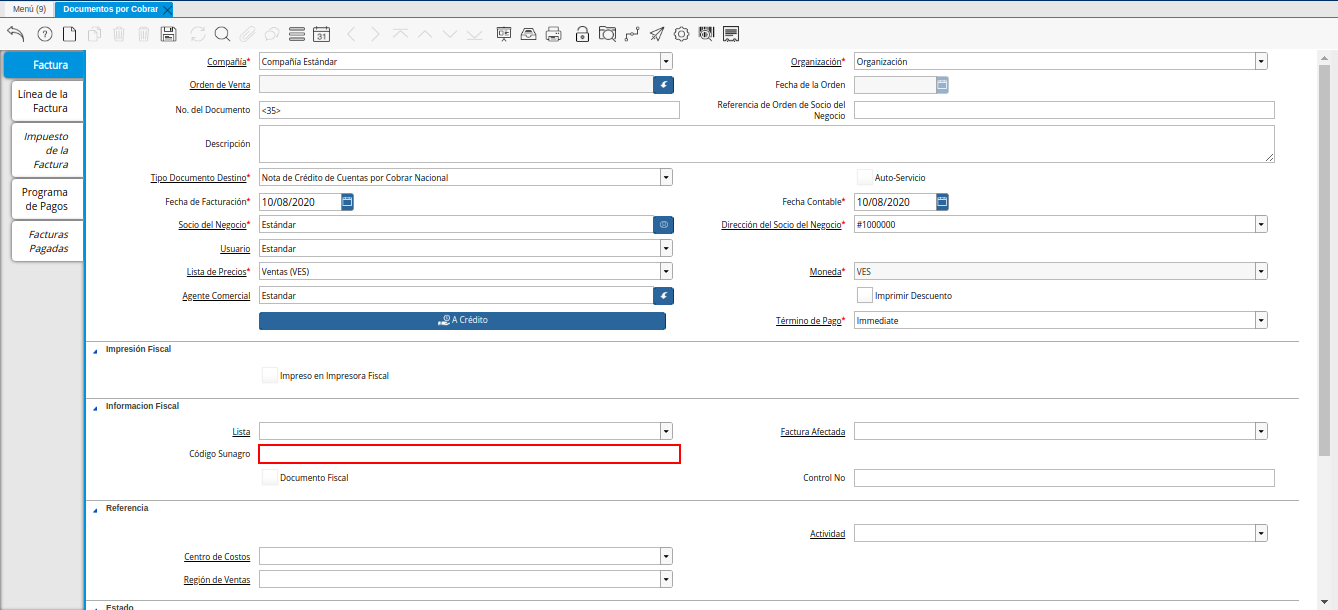 Menú (9) Documentos por Cobrar
31
Factura
Línea de la
Factura
Impuesto
de la
Factura
Programa
de Pagos
Facturas
Pagadas
Compañía* Compañía Estándar Organización* Organización
Orden de Venta Fecha de la Orden
No. del Documento <35> Referencia de Orden de Socio del
Negocio
Descripción
Tipo Documento Destino* Nota de Crédito de Cuentas por Cobrar Nacional Auto-Servicio
Fecha de Facturación* 10/08/2020 Fecha Contable* 10/08/2020
Socio del Negocio* Estándar Dirección del Socio del Negocio* #1000000
Usuario Estandar
Lista de Precios* Ventas (VES) Moneda* VES
Agente Comercial Estandar Imprimir Descuento
A Crédito Término de Pago* Immediate
Impresión Fiscal
Impreso en Impresora Fiscal
Informacion Fiscal
Lista Factura Afectada
Código Sunagro
Documento Fiscal Control No
Referencia
Actividad
Centro de Costos
Región de Ventas
Estado